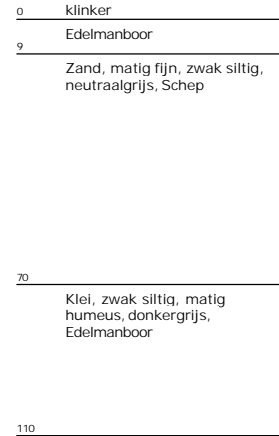 0 klinker
Edelmanboor
9
Zand, matig fijn, zwak siltig,
neutraalgrijs, Schep
70
Klei, zwak siltig, matig
humeus, donkergrijs,
Edelmanboor
110